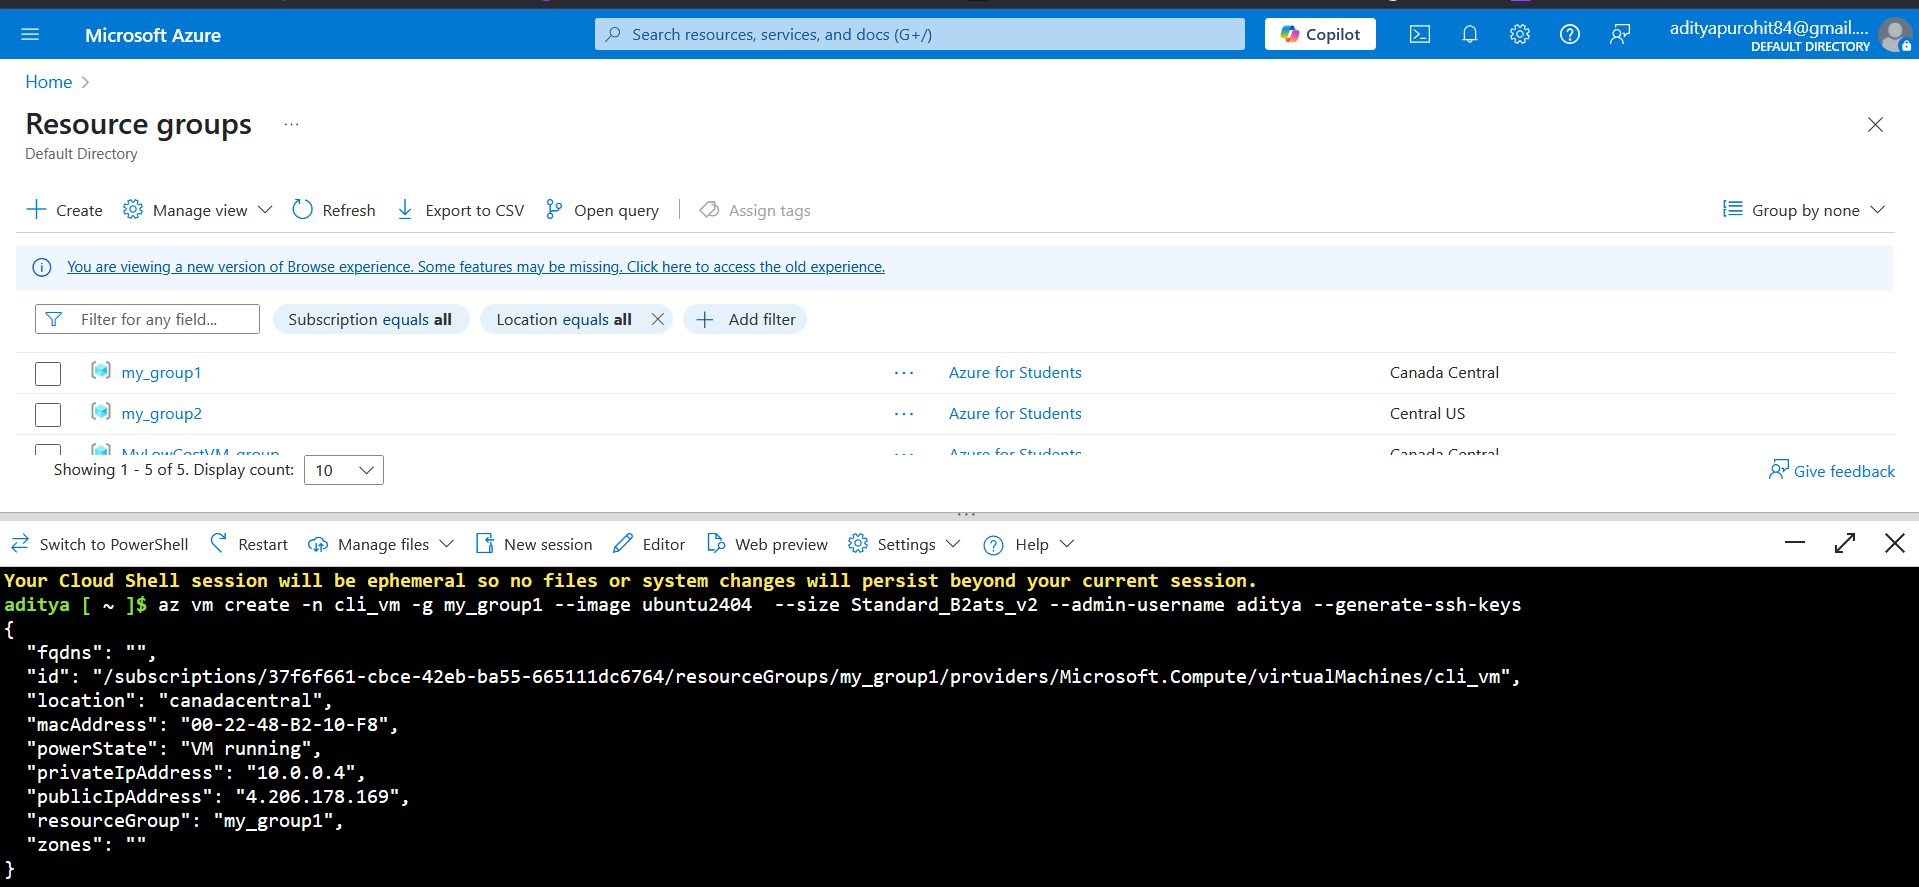 Microsoft Azure
Search resources, services, and docs (G+/)
Copilot
adityapurohit84@gmail....
DEFAULT DIRECTORY
Home
Resource groups ...
Default Directory
Create Manage view Refresh Export to CSV Open query Assign tags Group by none
You are viewing a new version of Browse experience. Some features may be missing. Click here to access the old experience.
Filter for any field... Subscription equals all Location equals all Add filter
my_group1 ... Azure for Students Canada Central
my_group2 ... Azure for Students Central US
MyLowCostVM_group ... Azure for Students Canada Central
Showing 1 - 5 of 5. Display count: 10
Give feedback
Switch to PowerShell Restart Manage files New session Editor Web preview Settings Help
Your Cloud Shell session will be ephemeral so no files or system changes will persist beyond your current session.
aditya [ ~ ]$ az vm create -n cli_vm -g my_group1 --image ubuntu2404  --size Standard_B2ats_v2 --admin-username aditya --generate-ssh-keys
{
"fqdns": "",
"id": "/subscriptions/37f6f661-cbce-42eb-ba55-665111dc6764/resourceGroups/my_group1/providers/Microsoft.Compute/virtualMachines/cli_vm",
"location": "canadacentral",
"macAddress": "00-22-48-B2-10-F8",
"powerState": "VM running",
"privateIpAddress": "10.0.0.4",
"publicIpAddress": "4.206.178.169",
"resourceGroup": "my_group1",
"zones": ""
}